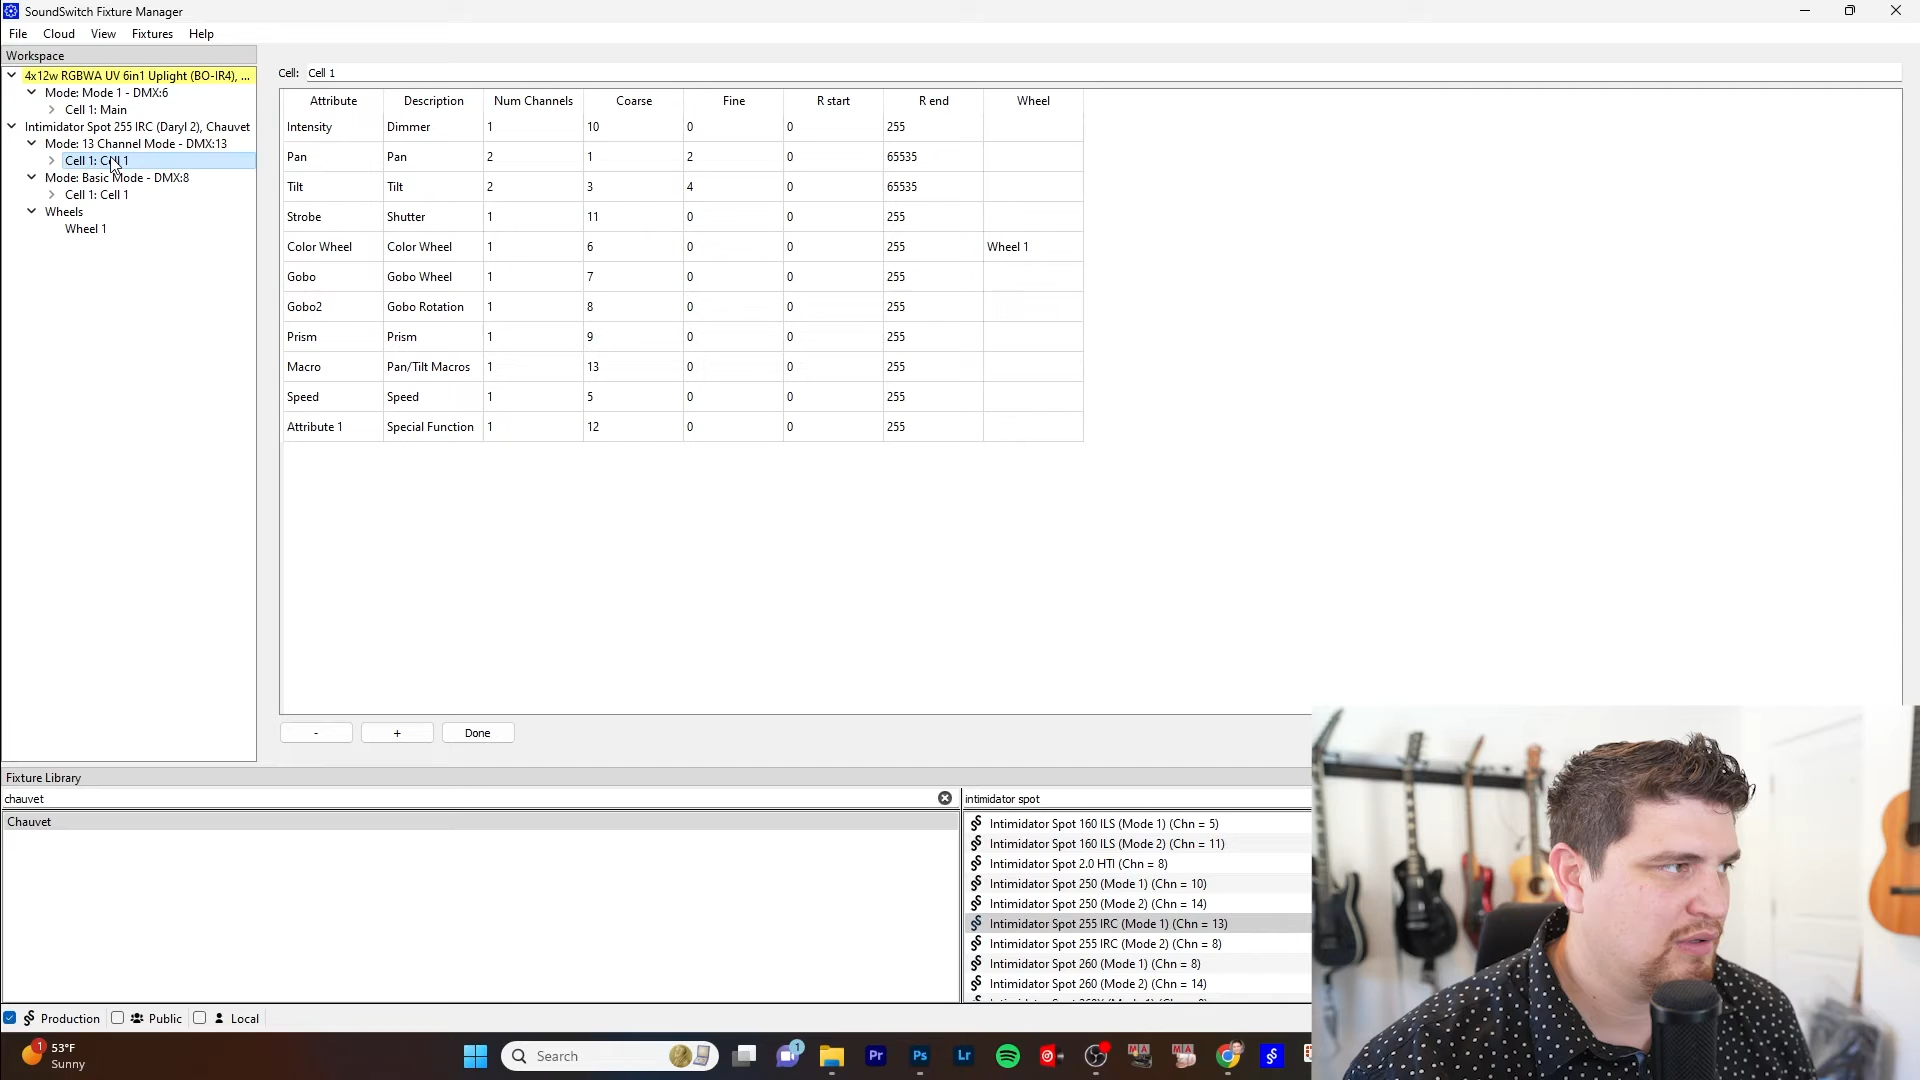 SoundSwitch Fixture Manager
File Cloud View Fixtures Help
Workspace
4x12w RGBWA UV 6in1 Uplight (BO-IR4), ...
Mode: Mode 1 - DMX:6
Cell 1: Main
Intimidator Spot 255 IRC (Daryl 2), Chauvet
Mode: 13 Channel Mode - DMX:13
Cell 1: Cell 1
Mode: Basic Mode - DMX:8
Cell 1: Cell 1
Wheels
Wheel 1
Cell: Cell 1
Attribute Description Num Channels Coarse Fine R start R end Wheel
Intensity Dimmer 1 10 0 0 255
Pan Pan 2 1 2 0 65535
Tilt Tilt 2 3 4 0 65535
Strobe Shutter 1 11 0 0 255
Color Wheel Color Wheel 1 6 0 0 255 Wheel 1
Gobo Gobo Wheel 1 7 0 0 255
Gobo2 Gobo Rotation 1 8 0 0 255
Prism Prism 1 9 0 0 255
Macro Pan/Tilt Macros 1 13 0 0 255
Speed Speed 1 5 0 0 255
Attribute 1 Special Function 1 12 0 0 255
- + Done
Fixture Library
chauvet
Chauvet
intimidator spot
Intimidator Spot 160 ILS (Mode 1) (Chn = 5)
Intimidator Spot 160 ILS (Mode 2) (Chn = 11)
Intimidator Spot 2.0 HTI (Chn = 8)
Intimidator Spot 250 (Mode 1) (Chn = 10)
Intimidator Spot 250 (Mode 2) (Chn = 14)
Intimidator Spot 255 IRC (Mode 1) (Chn = 13)
Intimidator Spot 255 IRC (Mode 2) (Chn = 8)
Intimidator Spot 260 (Mode 1) (Chn = 8)
Intimidator Spot 260 (Mode 2) (Chn = 14)
Production Public Local
1 53°F
Sunny
Search
1
Pr Ps Lr